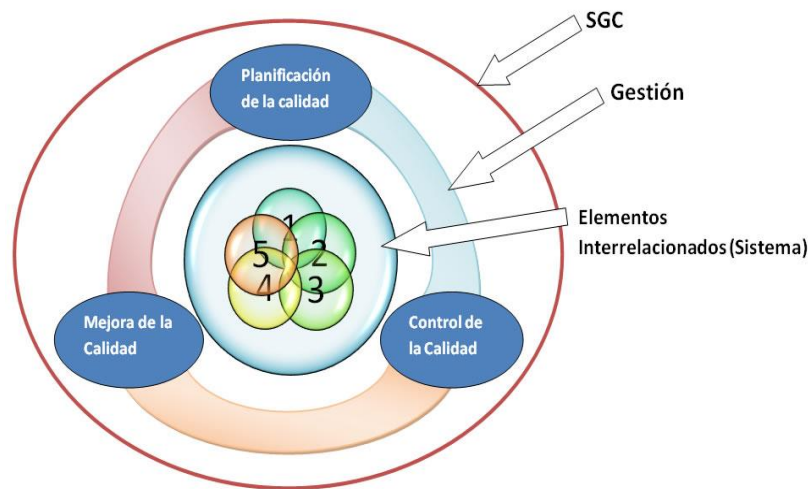 SGC
Gestión
Elementos
Interrelacionados (Sistema)
Planificación
de la calidad
1
2
3
4
5
Mejora de la
Calidad
Control de
la Calidad